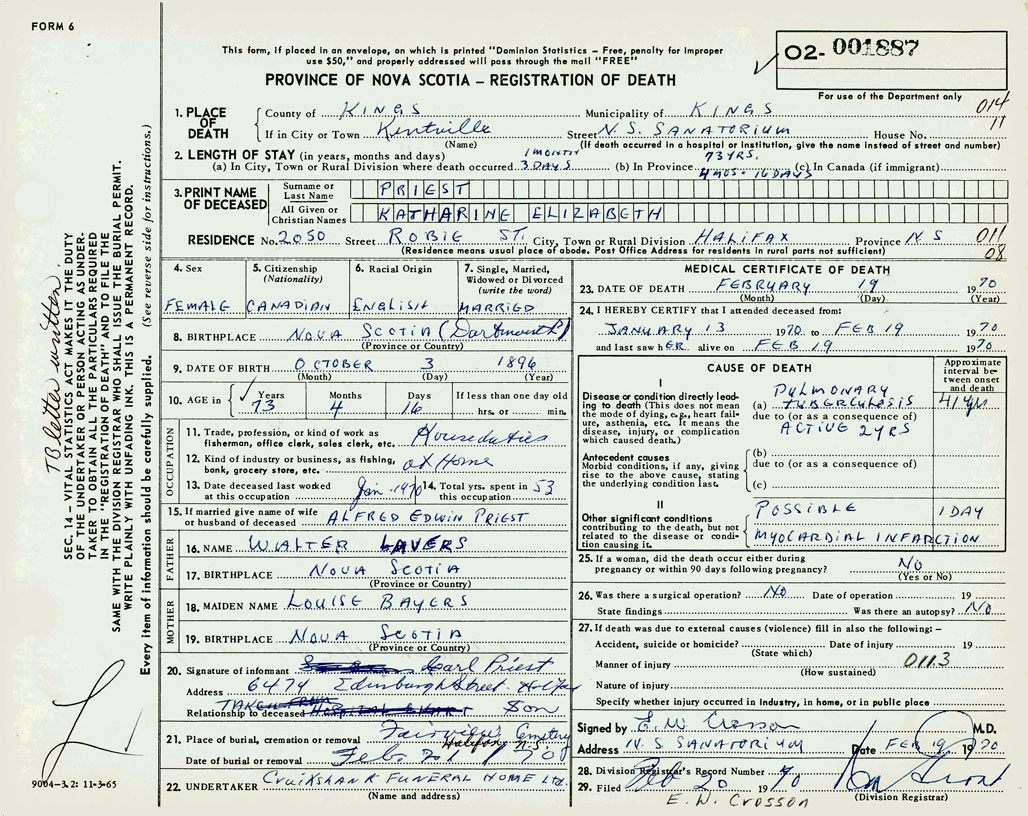 FORM 6
This form, if placed in an envelope, on which is printed "Dominion Statistics – Free, penalty for improper
use $50," and properly addressed will pass through the mail "FREE"
PROVINCE OF NOVA SCOTIA – REGISTRATION OF DEATH
02- 001887
For use of the Department only
014
11
1. PLACE OF DEATH
County of KINGS Municipality of KINGS
If in City or Town Kentville Street N.S. SANATORIUM House No.
(Name) (If death occurred in a hospital or institution, give the name instead of street and number)
2. LENGTH OF STAY (in years, months and days) 1 MONTH 73 YRS.
(a) In City, Town or Rural Division where death occurred 3 DAYS (b) In Province 4 MOS. 16 DAYS (c) In Canada (if immigrant)
3. PRINT NAME OF DECEASED
Surname or Last Name PRIEST
All Given or Christian Names KATHARINE ELIZABETH
RESIDENCE No. 2050 Street ROBIE ST. City, Town or Rural Division HALIFAX Province N S
(Residence means usual place of abode. Post Office Address for residents in rural parts not sufficient)
011
08
4. Sex FEMALE
5. Citizenship (Nationality) CANADIAN
6. Racial Origin ENGLISH
7. Single, Married, Widowed or Divorced (write the word) MARRIED
8. BIRTHPLACE NOVA SCOTIA (Dartmouth)
(Province or Country)
9. DATE OF BIRTH OCTOBER 3 1896
(Month) (Day) (Year)
10. AGE in Years Months Days If less than one day old
73 4 16 hrs. or min.
OCCUPATION
11. Trade, profession, or kind of work as fisherman, office clerk, sales clerk, etc. Houseduties
12. Kind of industry or business, as fishing, bank, grocery store, etc. at Home
13. Date deceased last worked at this occupation Jan - 1970
14. Total yrs. spent in this occupation 53
15. If married give name of wife or husband of deceased ALFRED EDWIN PRIEST
FATHER
16. NAME WALTER LAVERS
17. BIRTHPLACE NOVA SCOTIA
(Province or Country)
MOTHER
18. MAIDEN NAME LOUISE BAYERS
19. BIRTHPLACE NOVA SCOTIA
(Province or Country)
20. Signature of informant Carl Priest
Address 6474 Edinburgh Street
TAKEN FROM
Relationship to deceased HOSPITAL CHART Son
21. Place of burial, cremation or removal Fairview Cemetery
Halifax N-S
Date of burial or removal Feb 70
22. UNDERTAKER CRUIKSHANK FUNERAL HOME LTD.
(Name and address)
MEDICAL CERTIFICATE OF DEATH
23. DATE OF DEATH FEBRUARY 19 1970
(Month) (Day) (Year)
24. I HEREBY CERTIFY that I attended deceased from:
JANUARY 13 1970 to FEB 19 1970
and last saw hER alive on FEB 19 1970
CAUSE OF DEATH
Approximate interval between onset and death
I
Disease or condition directly leading to death (This does not mean the mode of dying, e.g., heart failure, asthenia, etc. It means the disease, injury, or complication which caused death.)
(a) PULMONARY TUBERCULOSIS 41 yrs
due to (or as a consequence of)
ACTIVE 2 YRS
Antecedent causes
Morbid conditions, if any, giving rise to the above cause, stating the underlying condition last.
(b)
due to (or as a consequence of)
(c)
II
Other significant conditions contributing to the death, but not related to the disease or condition causing it.
POSSIBLE 1 DAY
MYOCARDIAL INFARCTION
25. If a woman, did the death occur either during pregnancy or within 90 days following pregnancy? NO
(Yes or No)
26. Was there a surgical operation? NO Date of operation 19
State findings Was there an autopsy? NO
27. If death was due to external causes (violence) fill in also the following: –
Accident, suicide or homicide? Date of injury 19
(State which)
Manner of injury 0113
(How sustained)
Nature of injury
Specify whether injury occurred in industry, in home, or in public place
Signed by E. W. Crosson M.D.
Address N. S SANATORIUM Date FEB 19 1970
28. Division Registrar's Record Number
29. Filed Feb 20 1970
(Division Registrar)
E. W. Crosson
SEC. 14 – VITAL STATISTICS ACT MAKES IT THE DUTY
OF THE UNDERTAKER OR PERSON ACTING AS UNDER-
TAKER TO OBTAIN ALL THE PARTICULARS REQUIRED
IN THE "REGISTRATION OF DEATH" AND TO FILE THE
SAME WITH THE DIVISION REGISTRAR WHO SHALL ISSUE THE BURIAL PERMIT.
WRITE PLAINLY WITH UNFADING INK. THIS IS A PERMANENT RECORD.
Every item of information should be carefully supplied. (See reverse side for instructions.)
TB letter written.
9004–3.2: 11-3-65